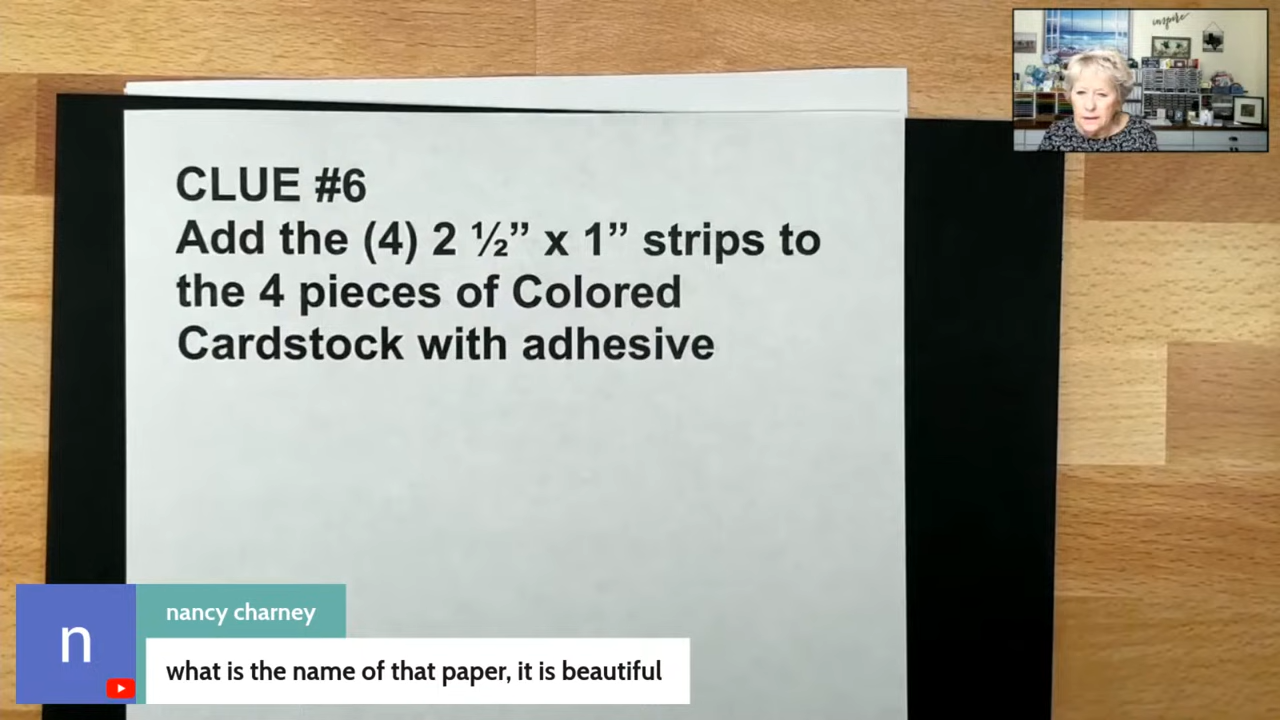 inspire
CLUE #6
Add the (4) 2 ½” x 1” strips to
the 4 pieces of Colored
Cardstock with adhesive
n
nancy charney
what is the name of that paper, it is beautiful